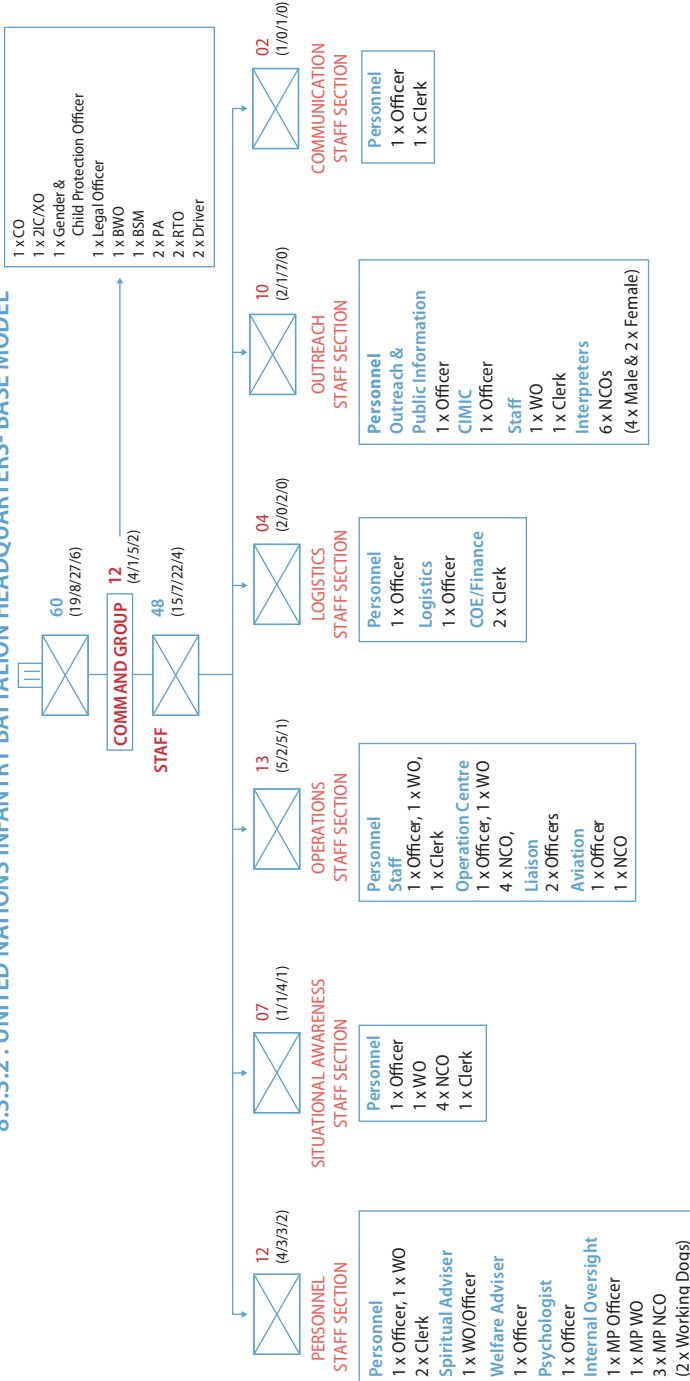 8.3.3.2 : UNITED NATIONS INFANTRY BATTALION HEADQUARTERS- BASE MODEL
60
(19/8/27/6)
COMMAND GROUP
12
(4/1/5/2)
1 x CO
1 x 2IC/XO
1 x Gender &
Child Protection Officer
1 x Legal Officer
1 x BWO
1 x BSM
2 x PA
2 x RTO
2 x Driver
STAFF
48
(15/7/22/4)
12
(4/3/3/2)
PERSONNEL
STAFF SECTION
Personnel
1 x Officer, 1 x WO
2 x Clerk
Spiritual Adviser
1 x WO/Officer
Welfare Adviser
1 x Officer
Psychologist
1 x Officer
Internal Oversight
1 x MP Officer
1 x MP WO
3 x MP NCO
(2 x Working Dogs)
07
(1/1/4/1)
SITUATIONAL AWARENESS
STAFF SECTION
Personnel
1 x Officer
1 x WO
4 x NCO
1 x Clerk
13
(5/2/5/1)
OPERATIONS
STAFF SECTION
Personnel
Staff
1 x Officer, 1 x WO,
1 x Clerk
Operation Centre
1 x Officer, 1 x WO
4 x NCO,
Liaison
2 x Officers
Aviation
1 x Officer
1 x NCO
04
(2/0/2/0)
LOGISTICS
STAFF SECTION
Personnel
1 x Officer
Logistics
1 x Officer
COE/Finance
2 x Clerk
10
(2/1/7/0)
OUTREACH
STAFF SECTION
Personnel
Outreach &
Public Information
1 x Officer
CIMIC
1 x Officer
Staff
1 x WO
1 x Clerk
Interpreters
6 x NCOs
(4 x Male & 2 x Female)
02
(1/0/1/0)
COMMUNICATION
STAFF SECTION
Personnel
1 x Officer
1 x Clerk